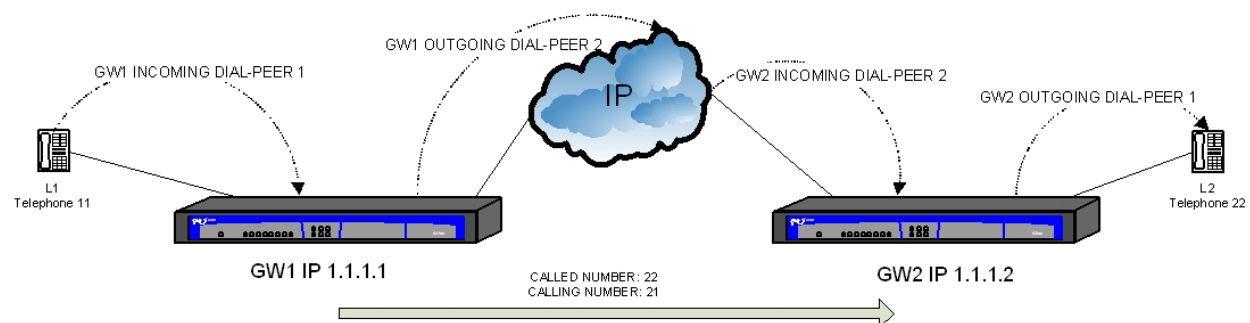 GW1 OUTGOING DIAL-PEER 2
GW1 INCOMING DIAL-PEER 1
IP
GW2 INCOMING DIAL-PEER 2
GW2 OUTGOING DIAL-PEER 1
L1
Telephone 11
L2
Telephone 22
GW1 IP 1.1.1.1
GW2 IP 1.1.1.2
CALLED NUMBER: 22
CALLING NUMBER: 21